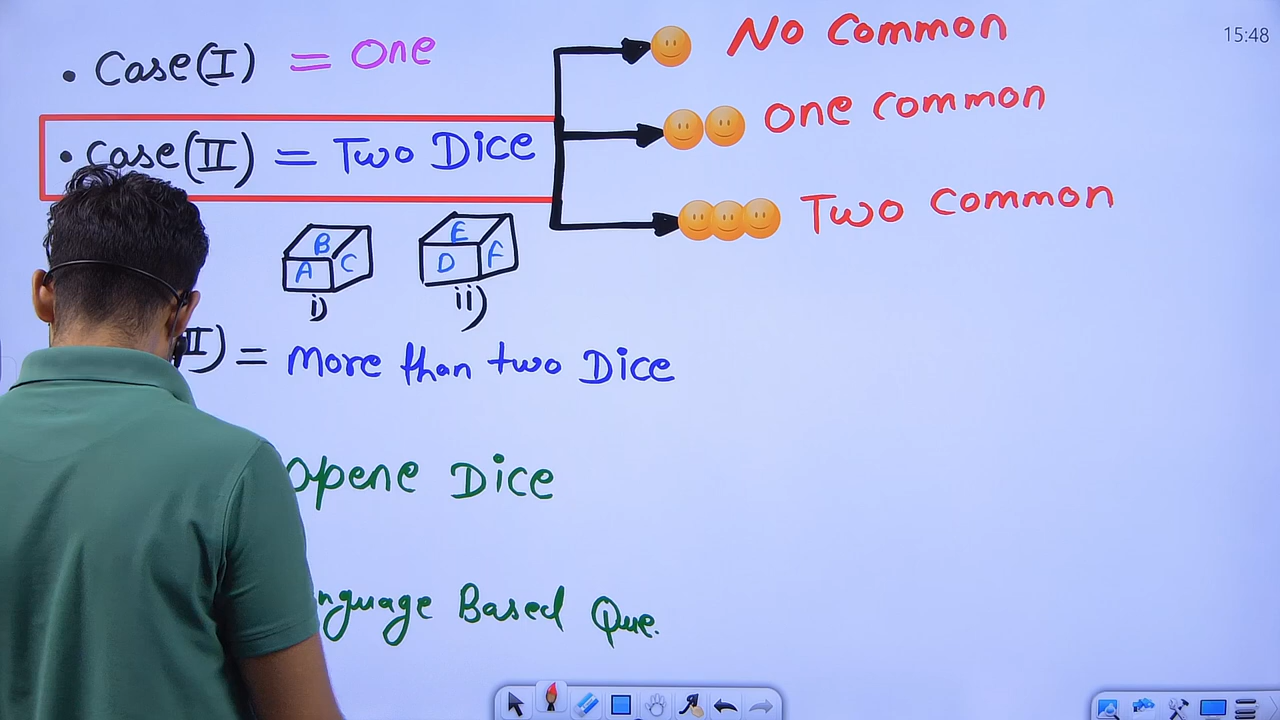 • Case(I) = One
No Common
15:48
One Common
• Case(II) = Two Dice
Two Common
B
A C
i)
E
D F
ii)
II) = More than two Dice
opene Dice
nguage Based Que.